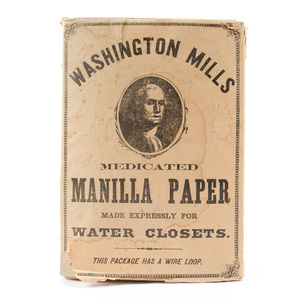 WASHINGTON MILLS
MEDICATED
MANILLA PAPER
MADE EXPRESSLY FOR
WATER CLOSETS.
THIS PACKAGE HAS A WIRE LOOP.